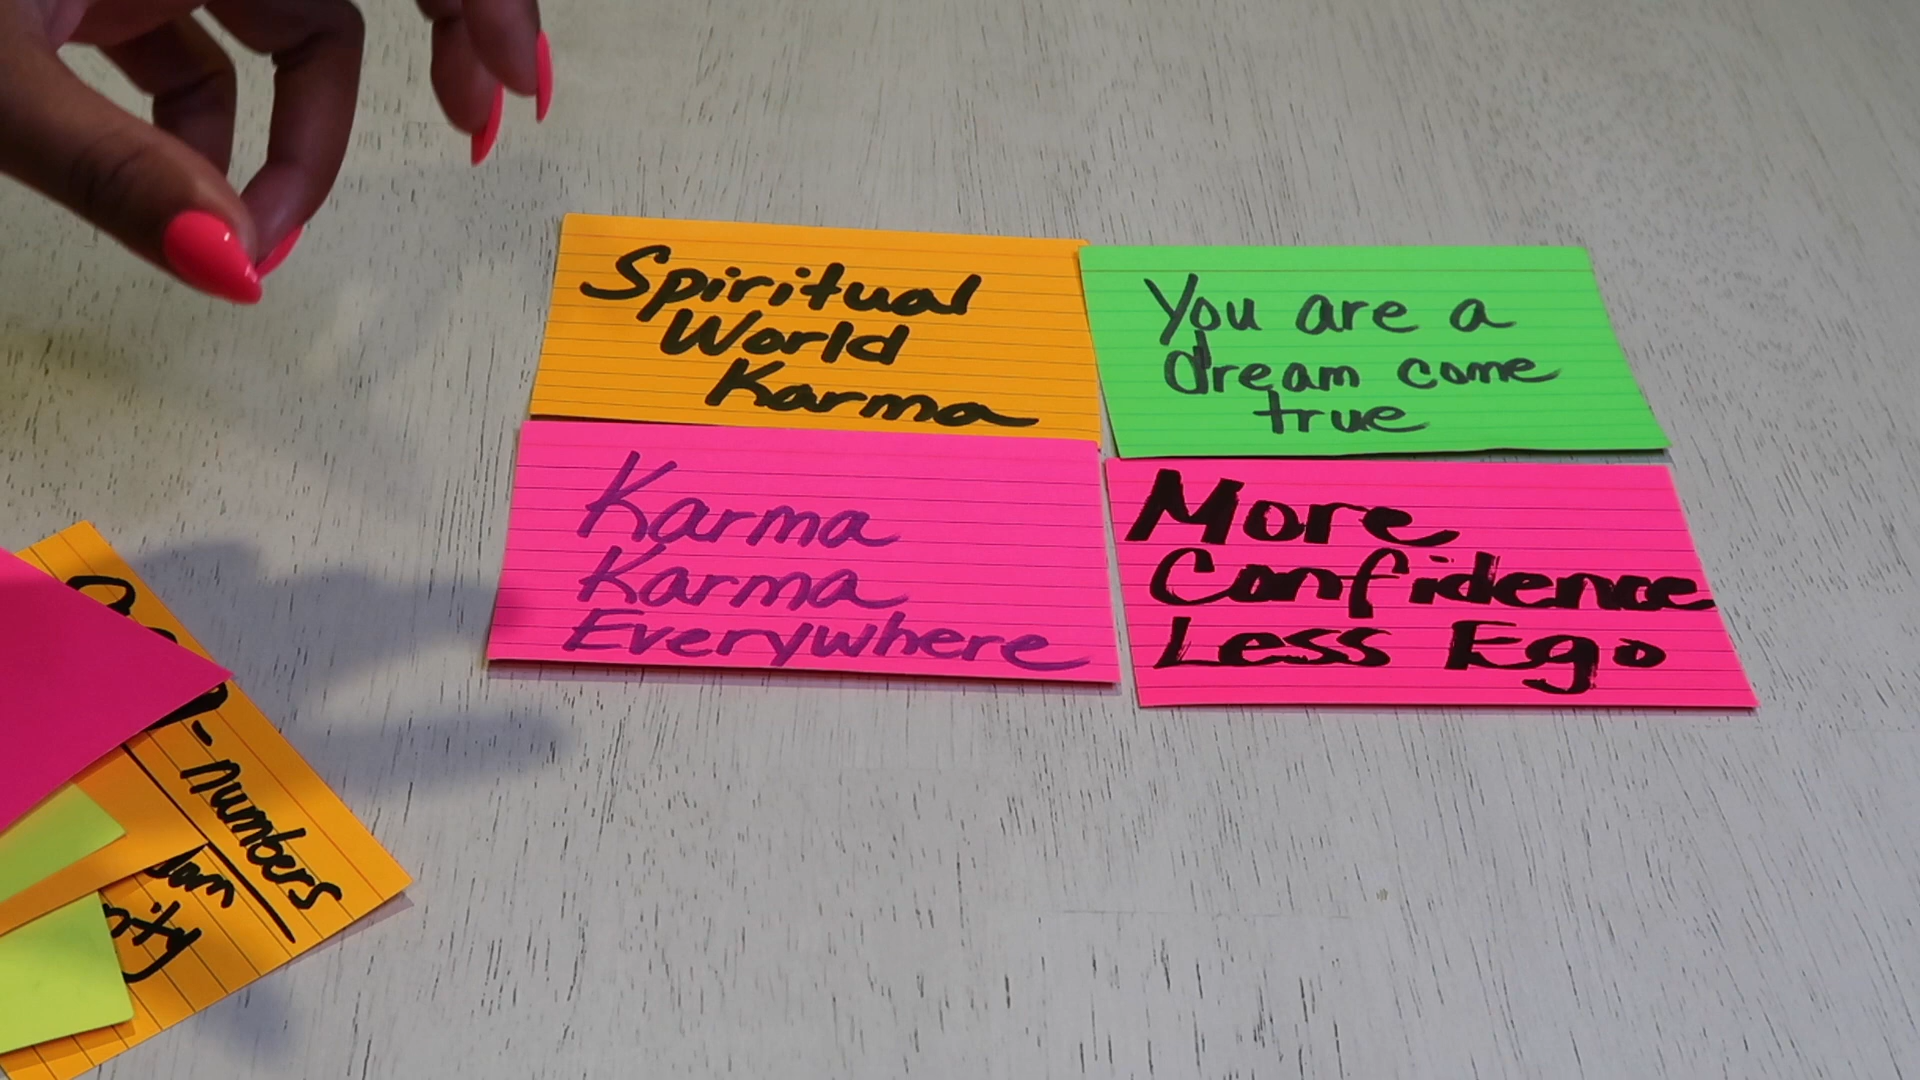 Spiritual
World
Karma
You are a
dream come
true
Karma
Karma
Everywhere
More
Confidence
Less Ego
- numbers